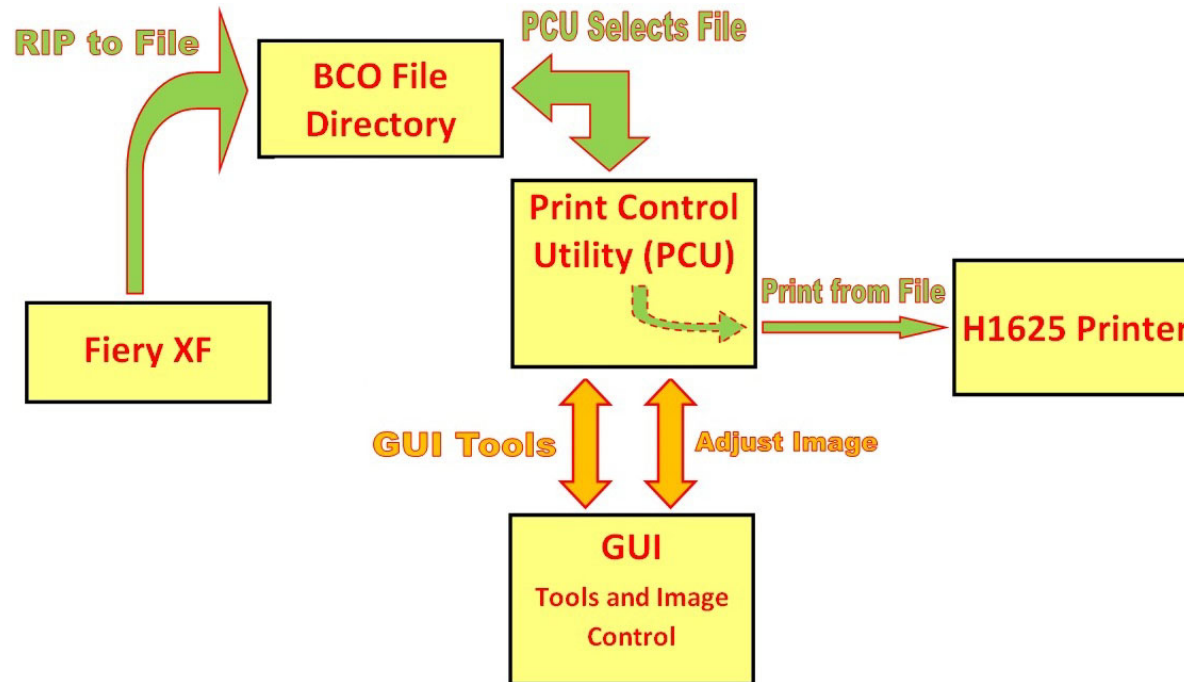 RIP to File
PCU Selects File
BCO File
Directory
Print Control
Utility (PCU)
Print from File
H1625 Printer
Fiery XF
GUI Tools
Adjust Image
GUI
Tools and Image
Control